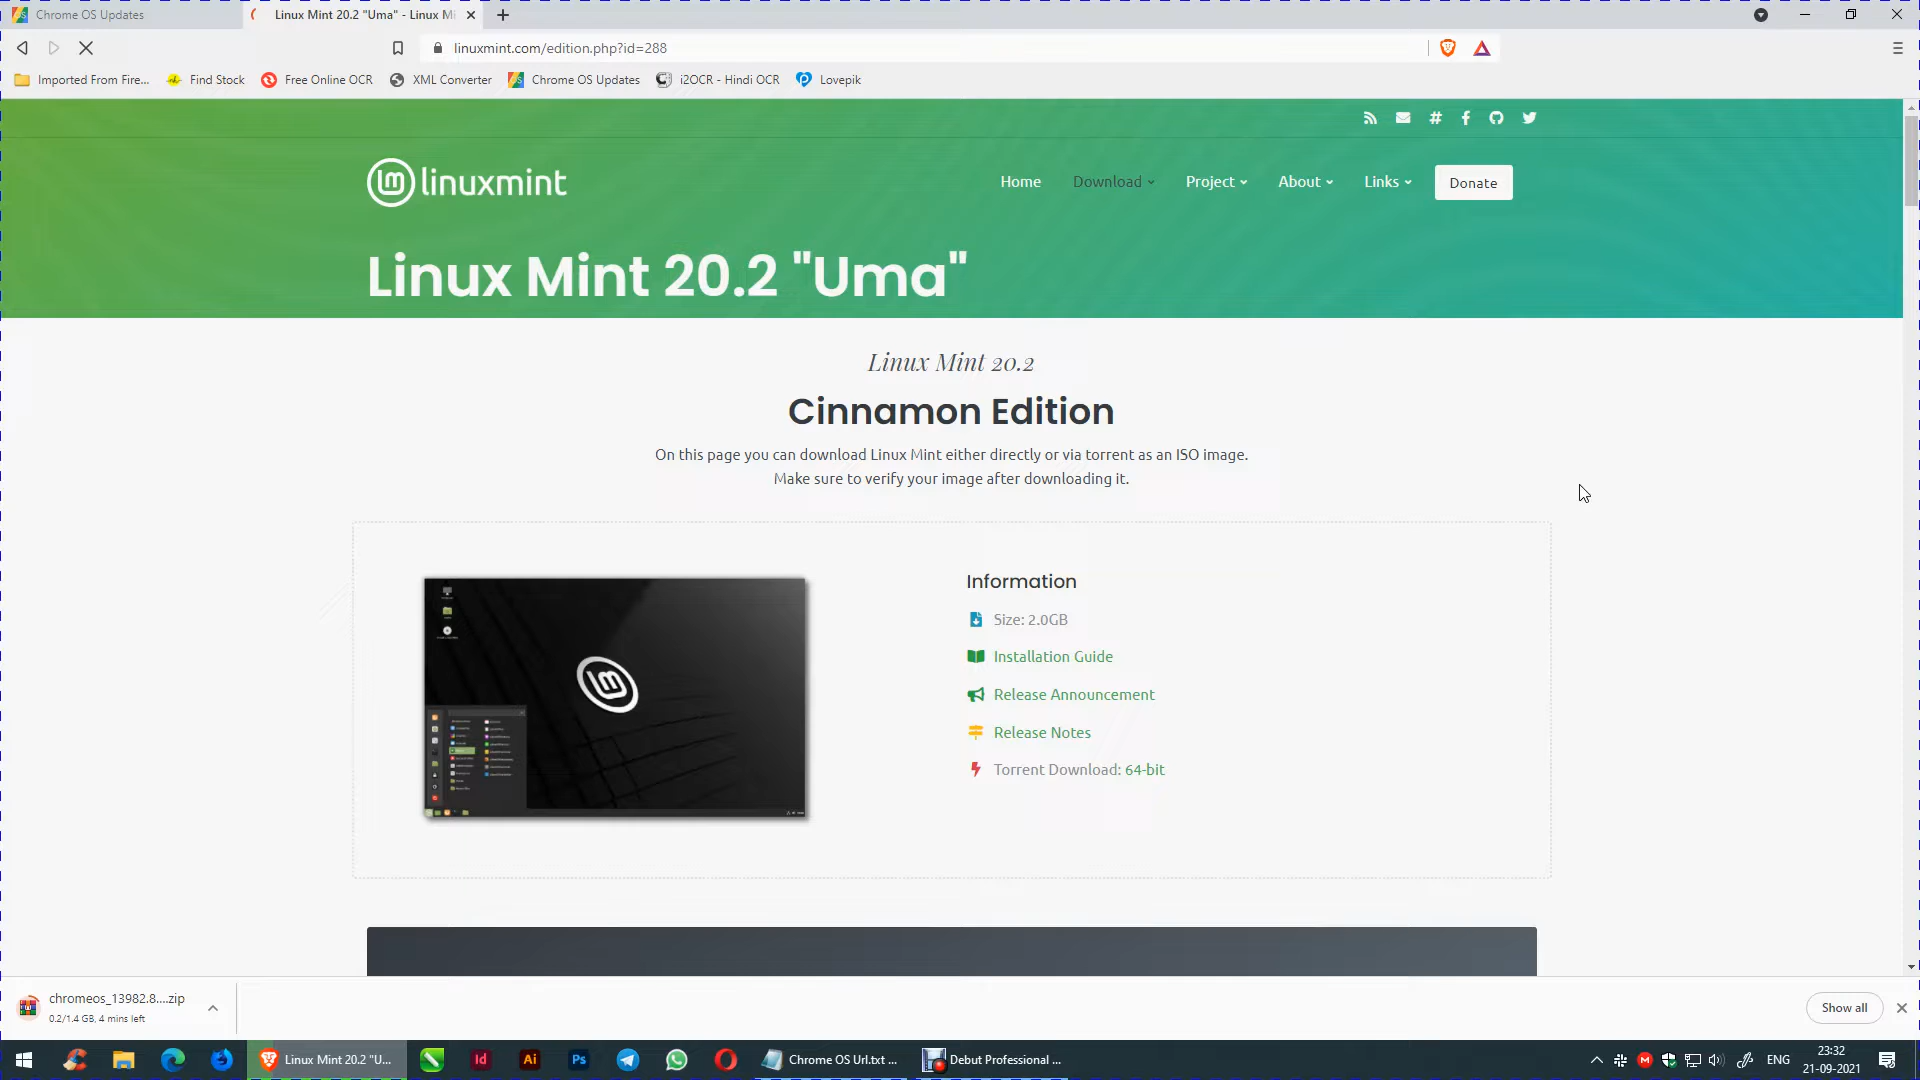 Chrome OS Updates
Linux Mint 20.2 "Uma" - Linux Mi
linuxmint.com/edition.php?id=288
Imported From Fire...
Find Stock
Free Online OCR
XML Converter
Chrome OS Updates
i2OCR - Hindi OCR
Lovepik
linuxmint
Home
Download
Project
About
Links
Donate
Linux Mint 20.2 "Uma"
Linux Mint 20.2
Cinnamon Edition
On this page you can download Linux Mint either directly or via torrent as an ISO image.
Make sure to verify your image after downloading it.
Information
Size: 2.0GB
Installation Guide
Release Announcement
Release Notes
Torrent Download: 64-bit
chromeos_13982.8....zip
0.2/1.4 GB, 4 mins left
Show all
Linux Mint 20.2 "U...
Id
Ai
Ps
Chrome OS Url.txt ...
Debut Professional ...
ENG
23:32
21-09-2021